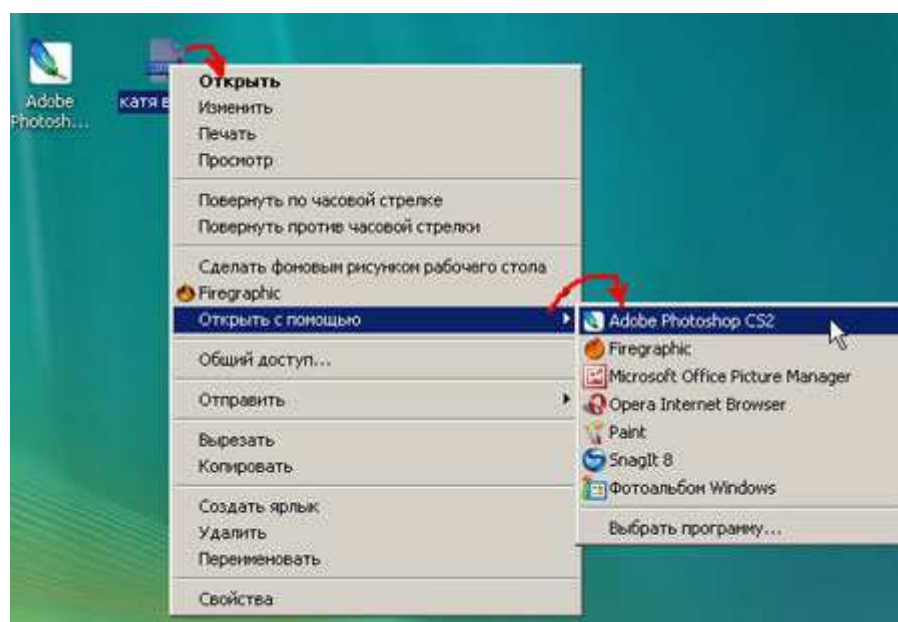 Adobe
Photosh...
катя в
Открыть
Изменить
Печать
Просмотр
Повернуть по часовой стрелке
Повернуть против часовой стрелки
Сделать фоновым рисунком рабочего стола
Firegraphic
Открыть с помощью
Общий доступ...
Отправить
Вырезать
Копировать
Создать ярлык
Удалить
Переименовать
Свойства
Adobe Photoshop CS2
Firegraphic
Microsoft Office Picture Manager
Opera Internet Browser
Paint
SnagIt 8
Фотоальбом Windows
Выбрать программу...